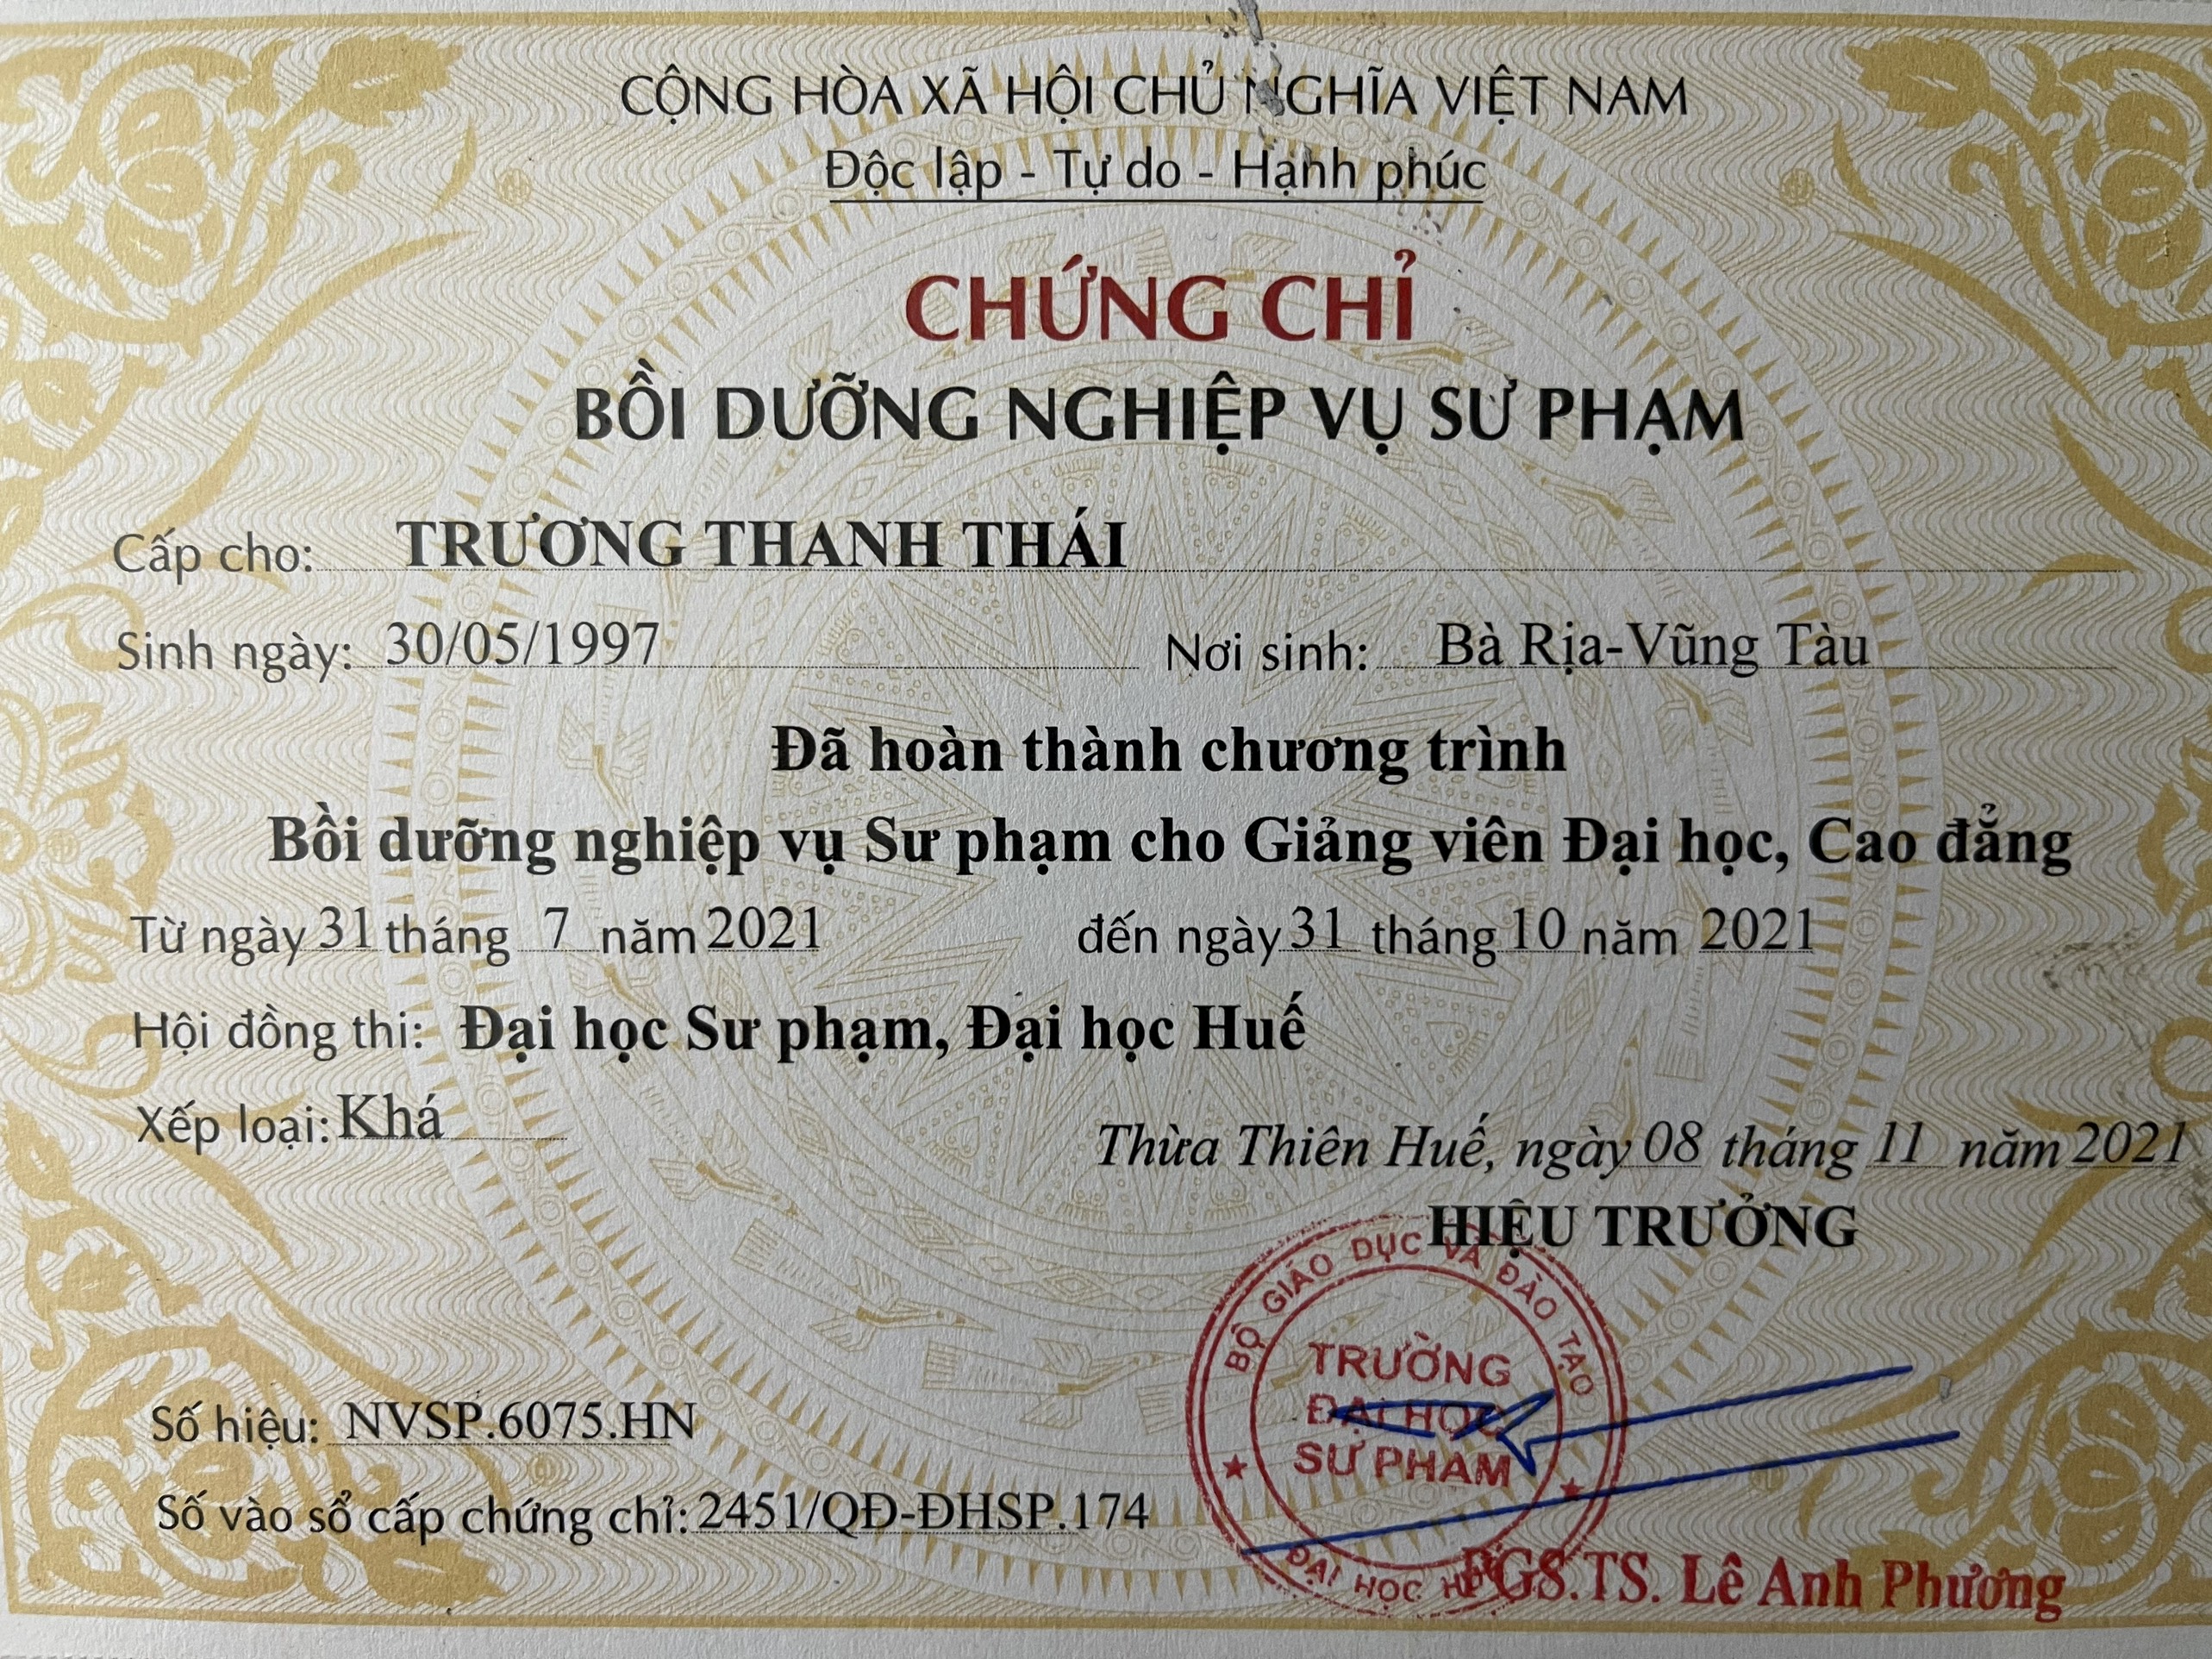 CỘNG HÒA XÃ HỘI CHỦ NGHĨA VIỆT NAM
Độc lập - Tự do - Hạnh phúc
CHỨNG CHỈ
BỒI DƯỠNG NGHIỆP VỤ SƯ PHẠM
Cấp cho: TRƯƠNG THANH THÁI
Sinh ngày: 30/05/1997 Nơi sinh: Bà Rịa-Vũng Tàu
Đã hoàn thành chương trình
Bồi dưỡng nghiệp vụ Sư phạm cho Giảng viên Đại học, Cao đẳng
Từ ngày 31 tháng 7 năm 2021 đến ngày 31 tháng 10 năm 2021
Hội đồng thi: Đại học Sư phạm, Đại học Huế
Xếp loại: Khá
Thừa Thiên Huế, ngày 08 tháng 11 năm 2021
HIỆU TRƯỞNG
BỘ GIÁO DỤC VÀ ĐÀO TẠO
TRƯỜNG
ĐẠI HỌC
SƯ PHẠM
ĐẠI HỌC HUẾ
Số hiệu: NVSP.6075.HN
Số vào sổ cấp chứng chỉ: 2451/QĐ-ĐHSP.174
PGS.TS. Lê Anh Phương